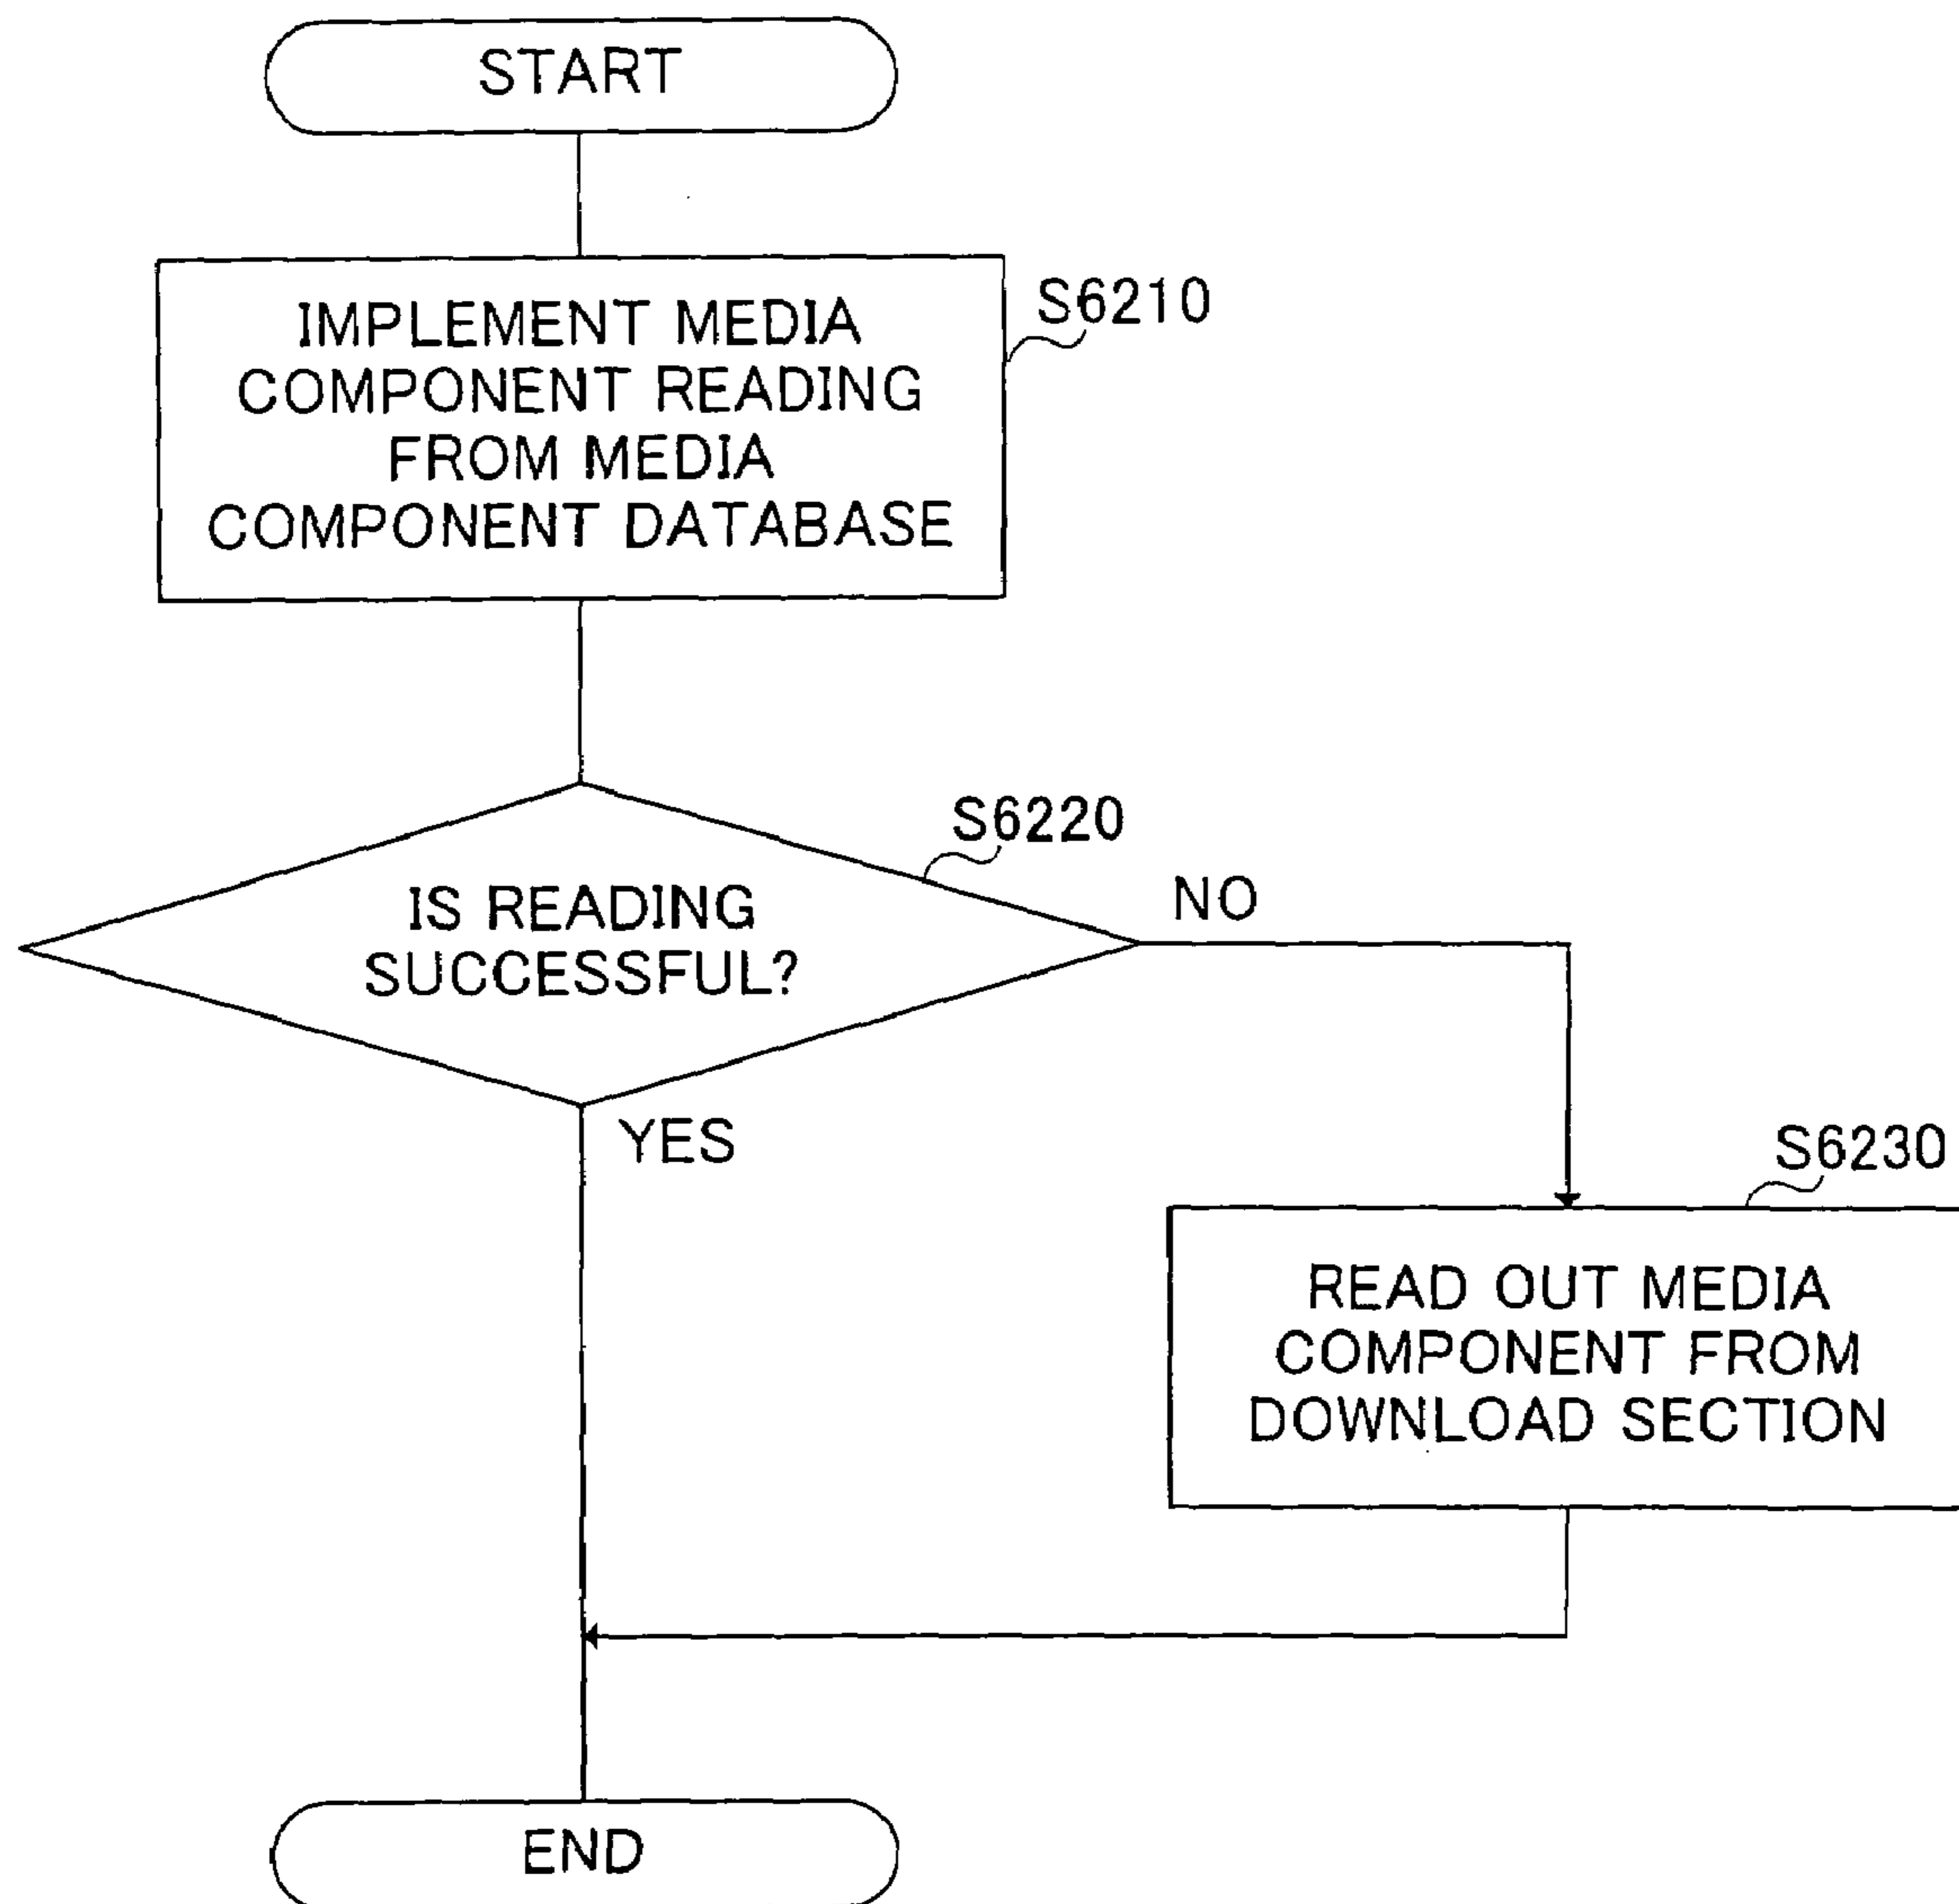 START
IMPLEMENT MEDIA
COMPONENT READING
FROM MEDIA
COMPONENT DATABASE
S6210
IS READING
SUCCESSFUL?
S6220
NO
YES
S6230
READ OUT MEDIA
COMPONENT FROM
DOWNLOAD SECTION
END